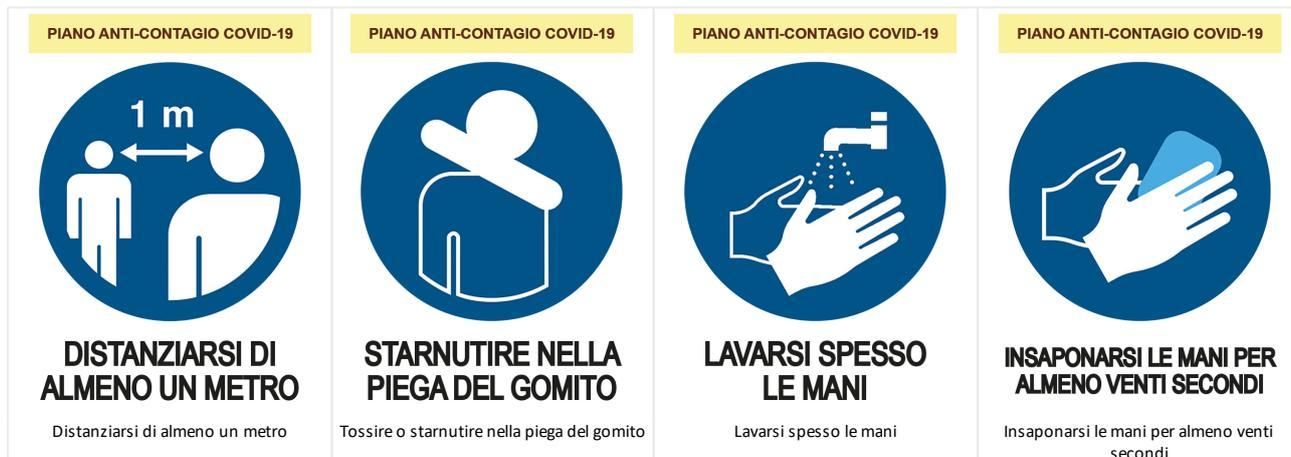 PIANO ANTI-CONTAGIO COVID-19
1 m
DISTANZIARSI DI
ALMENO UN METRO
Distanziarsi di almeno un metro
PIANO ANTI-CONTAGIO COVID-19
STARNUTIRE NELLA
PIEGA DEL GOMITO
Tossire o starnutire nella piega del gomito
PIANO ANTI-CONTAGIO COVID-19
LAVARSI SPESSO
LE MANI
Lavarsi spesso le mani
PIANO ANTI-CONTAGIO COVID-19
INSAPONARSI LE MANI PER
ALMENO VENTI SECONDI
Insaponarsi le mani per almeno venti
secondi